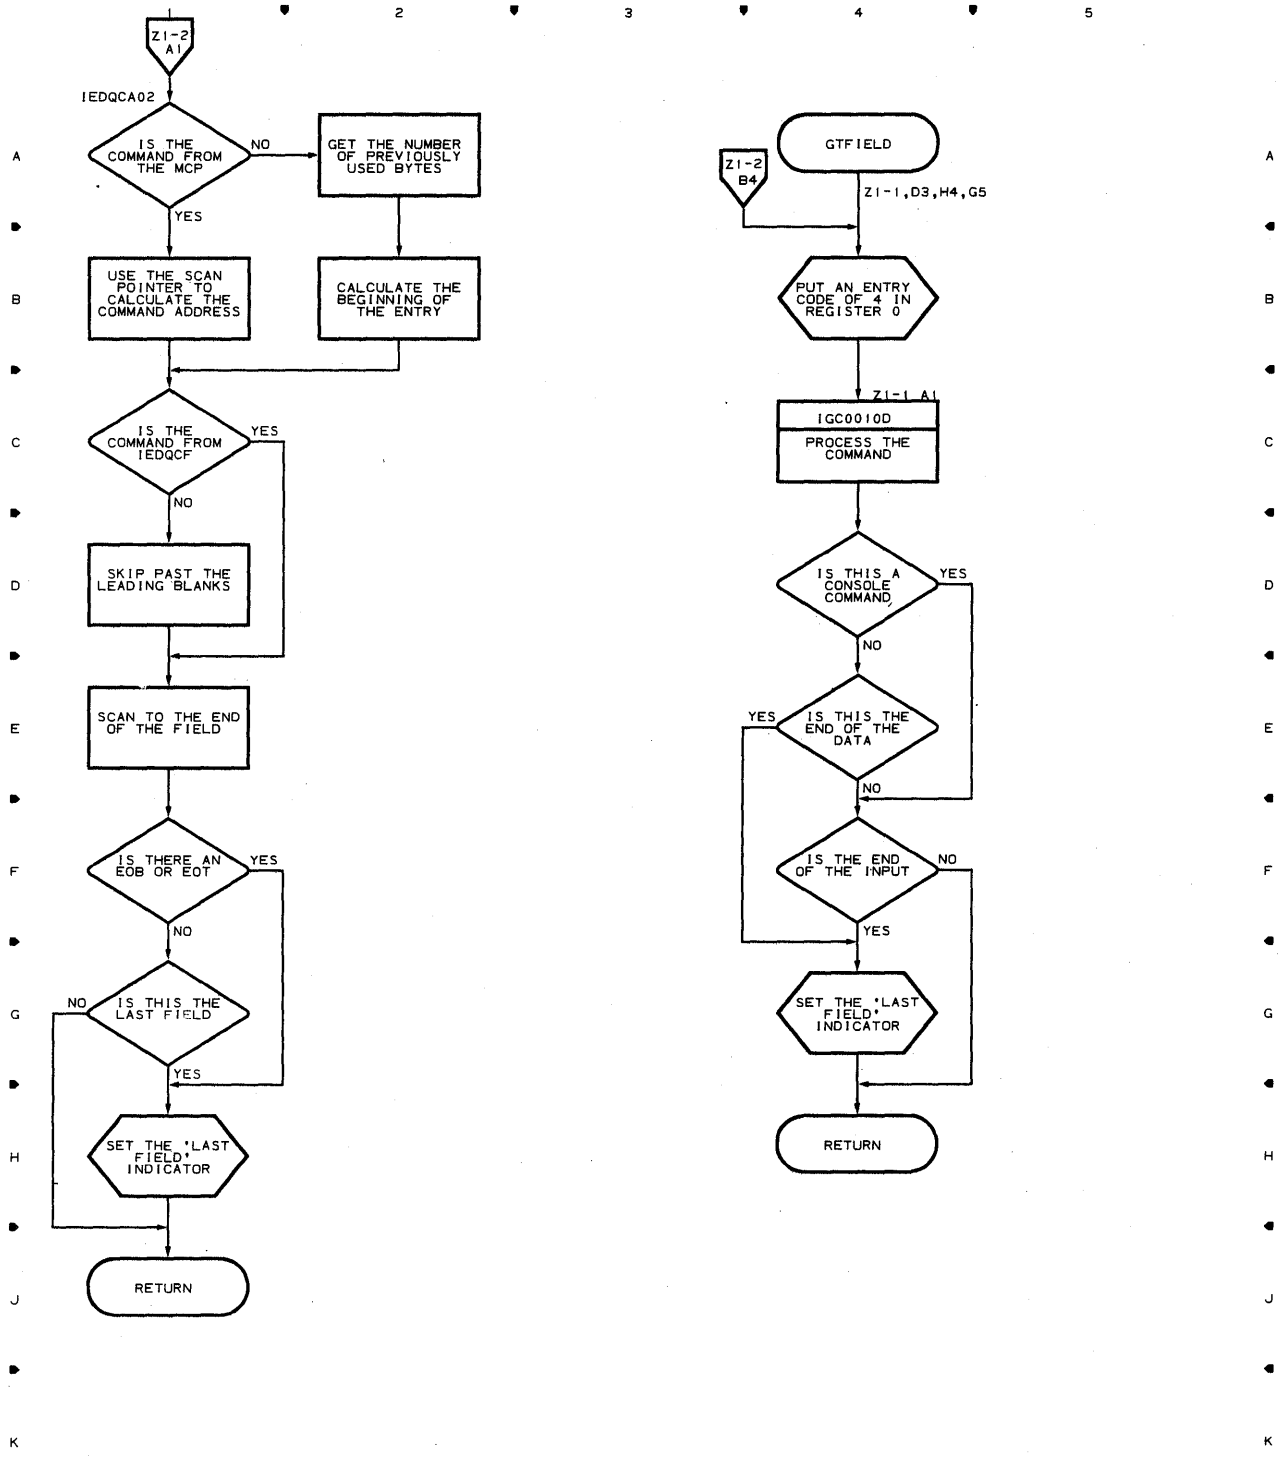 1 2 3 4 5
Z1-2
A1
IEDQCA02
A
IS THE
COMMAND FROM
THE MCP
NO
YES
GET THE NUMBER
OF PREVIOUSLY
USED BYTES
B
USE THE SCAN
POINTER TO
CALCULATE THE
COMMAND ADDRESS
CALCULATE THE
BEGINNING OF
THE ENTRY
C
IS THE
COMMAND FROM
IEDQCF
YES
NO
D
SKIP PAST THE
LEADING BLANKS
E
SCAN TO THE END
OF THE FIELD
F
IS THERE AN
EOB OR EOT
YES
NO
G
NO
IS THIS THE
LAST FIELD
YES
H
SET THE 'LAST
FIELD'
INDICATOR
J
RETURN
K
GTFIELD
A
Z1-2
B4
Z1-1,D3,H4,G5
PUT AN ENTRY
CODE OF 4 IN
REGISTER 0
B
Z1-1 A1
IGC0010D
PROCESS THE
COMMAND
C
IS THIS A
CONSOLE
COMMAND
YES
D
NO
YES
IS THIS THE
END OF THE
DATA
E
NO
IS THE END
OF THE INPUT
NO
F
YES
SET THE 'LAST
FIELD'
INDICATOR
G
RETURN
H
J
K